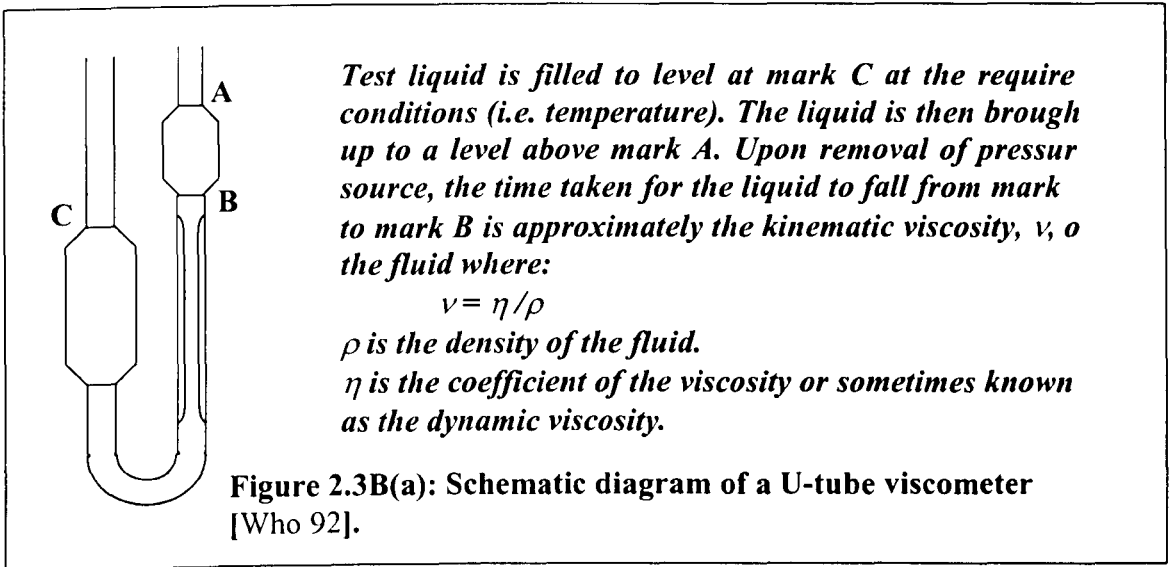 A
B
C
Test liquid is filled to level at mark C at the require
conditions (i.e. temperature). The liquid is then brough
up to a level above mark A. Upon removal of pressur
source, the time taken for the liquid to fall from mark
to mark B is approximately the kinematic viscosity, ν, o
the fluid where:
ν = η/ρ
ρ is the density of the fluid.
η is the coefficient of the viscosity or sometimes known
as the dynamic viscosity.
Figure 2.3B(a): Schematic diagram of a U-tube viscometer
[Who 92].